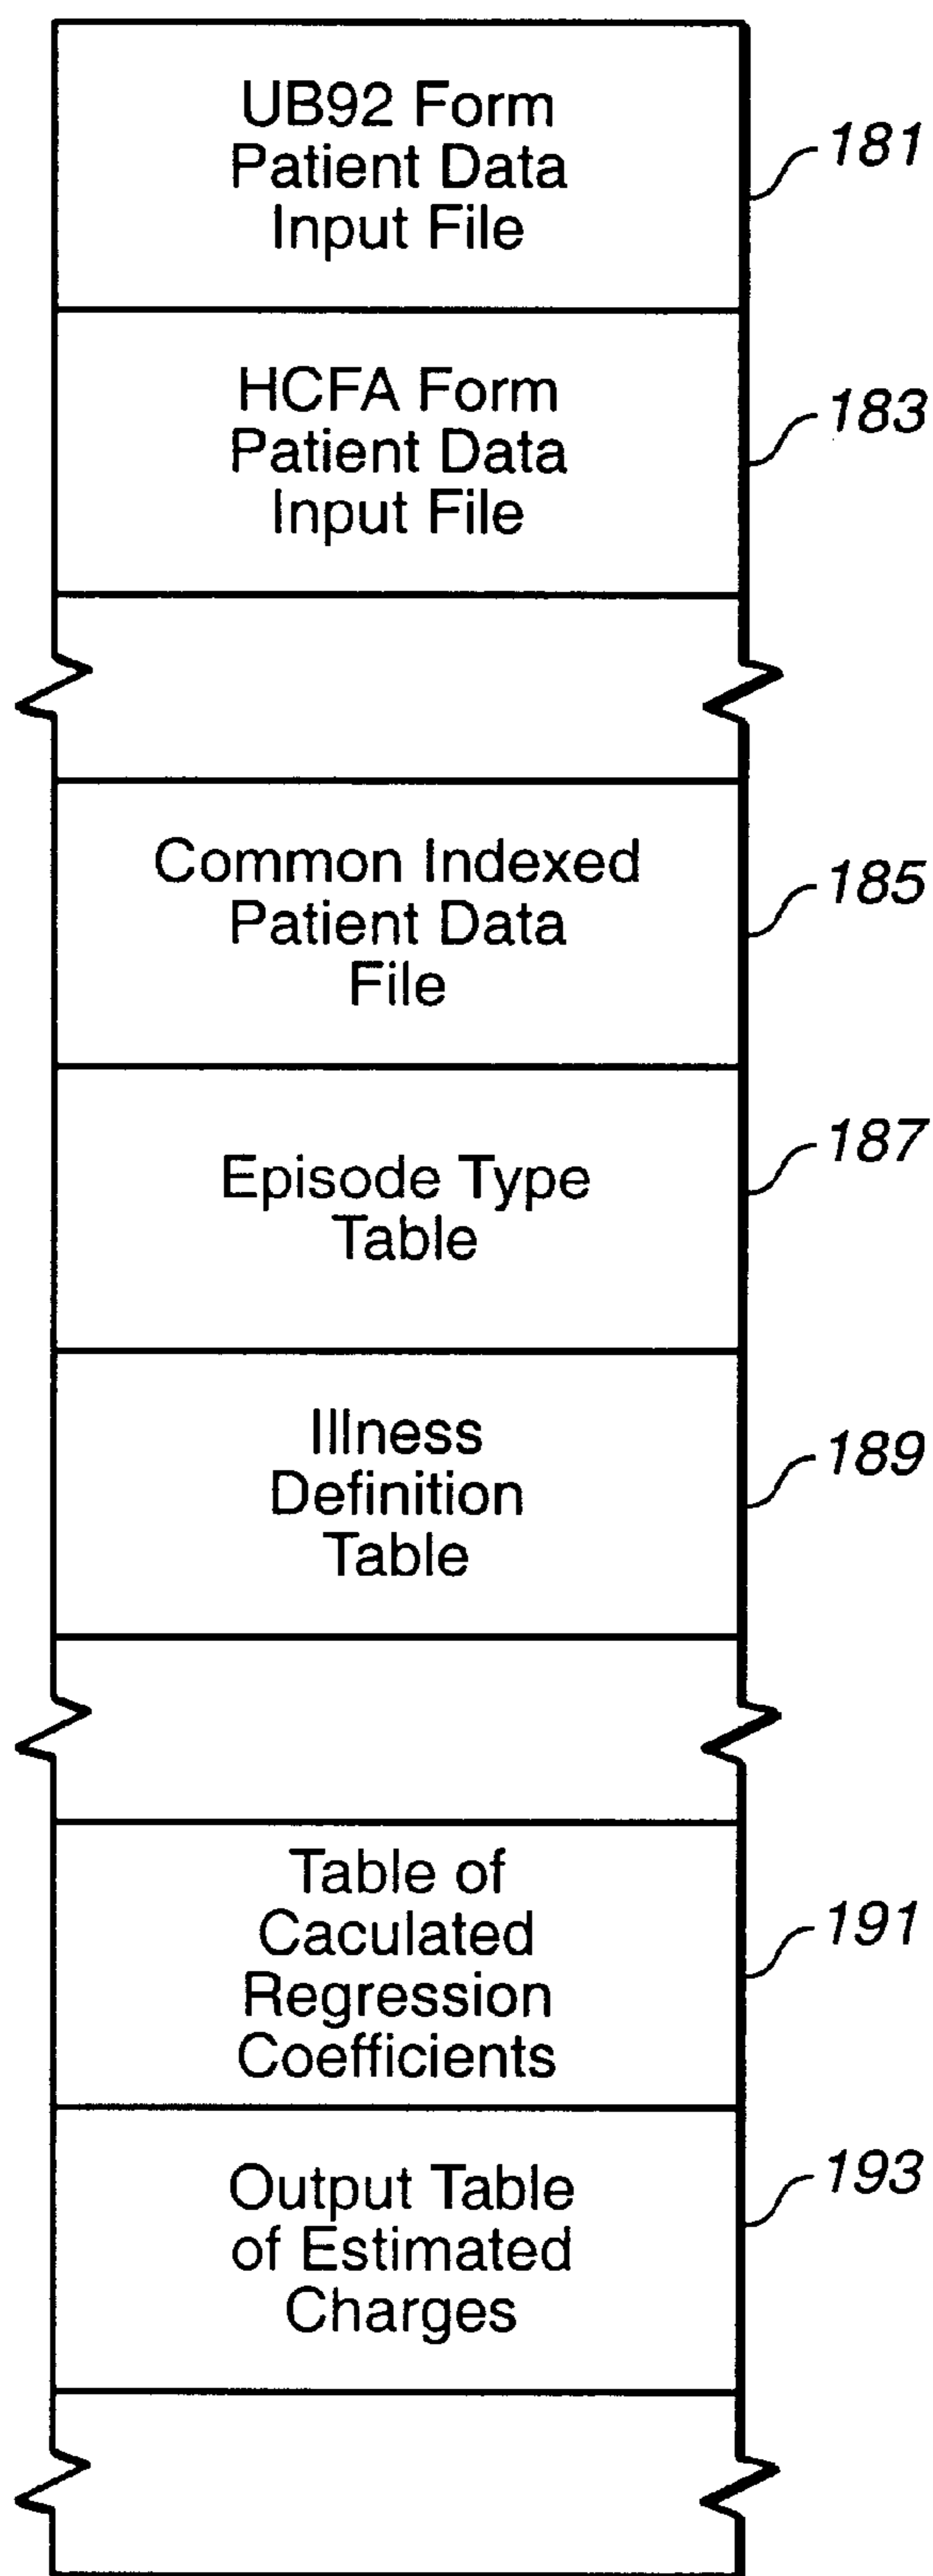 UB92 Form
Patient Data
Input File
181
HCFA Form
Patient Data
Input File
183
Common Indexed
Patient Data
File
185
Episode Type
Table
187
Illness
Definition
Table
189
Table of
Caculated
Regression
Coefficients
191
Output Table
of Estimated
Charges
193